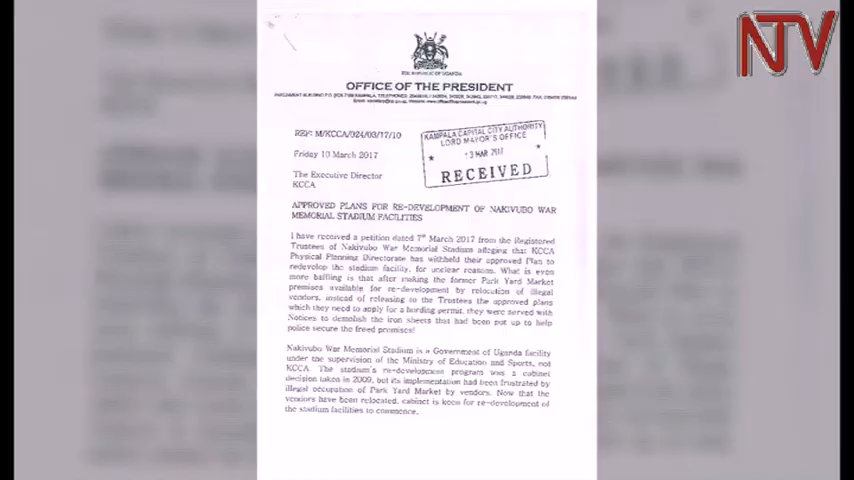 NTV
THE REPUBLIC OF UGANDA
OFFICE OF THE PRESIDENT
REF: M/KCCA/024/03/17/10
Friday 10 March 2017
The Executive Director
KCCA
KAMPALA CAPITAL CITY AUTHORITY
LORD MAYOR'S OFFICE
MAR 2017
RECEIVED
APPROVED PLANS FOR RE-DEVELOPMENT OF NAKIVUBO WAR
MEMORIAL STADIUM FACILITIES
I have received a petition dated 7th March 2017 from the Registered
Trustees of Nakivubo War Memorial Stadium alleging that KCCA
Physical Planning Directorate has withheld their approved Plan to
redevelop the stadium facility, for unclear reasons. What is even
more baffling is that after making the former Park Yard Market
premises available for re-development by relocation of illegal
vendors, instead of releasing to the Trustees the approved plans
which they need to apply for a hording permit, they were served with
Notices to demolish the iron sheets that had been put up to help
police secure the freed premises!
Nakivubo War Memorial Stadium is a Government of Uganda facility
under the supervision of the Ministry of Education and Sports, not
KCCA. The stadium's re-development program was a cabinet
decision taken in 2009, but its implementation had been frustrated by
illegal occupation of Park Yard Market by vendors. Now that the
vendors have been relocated, cabinet is keen for re-development of
the stadium facilities to commence.